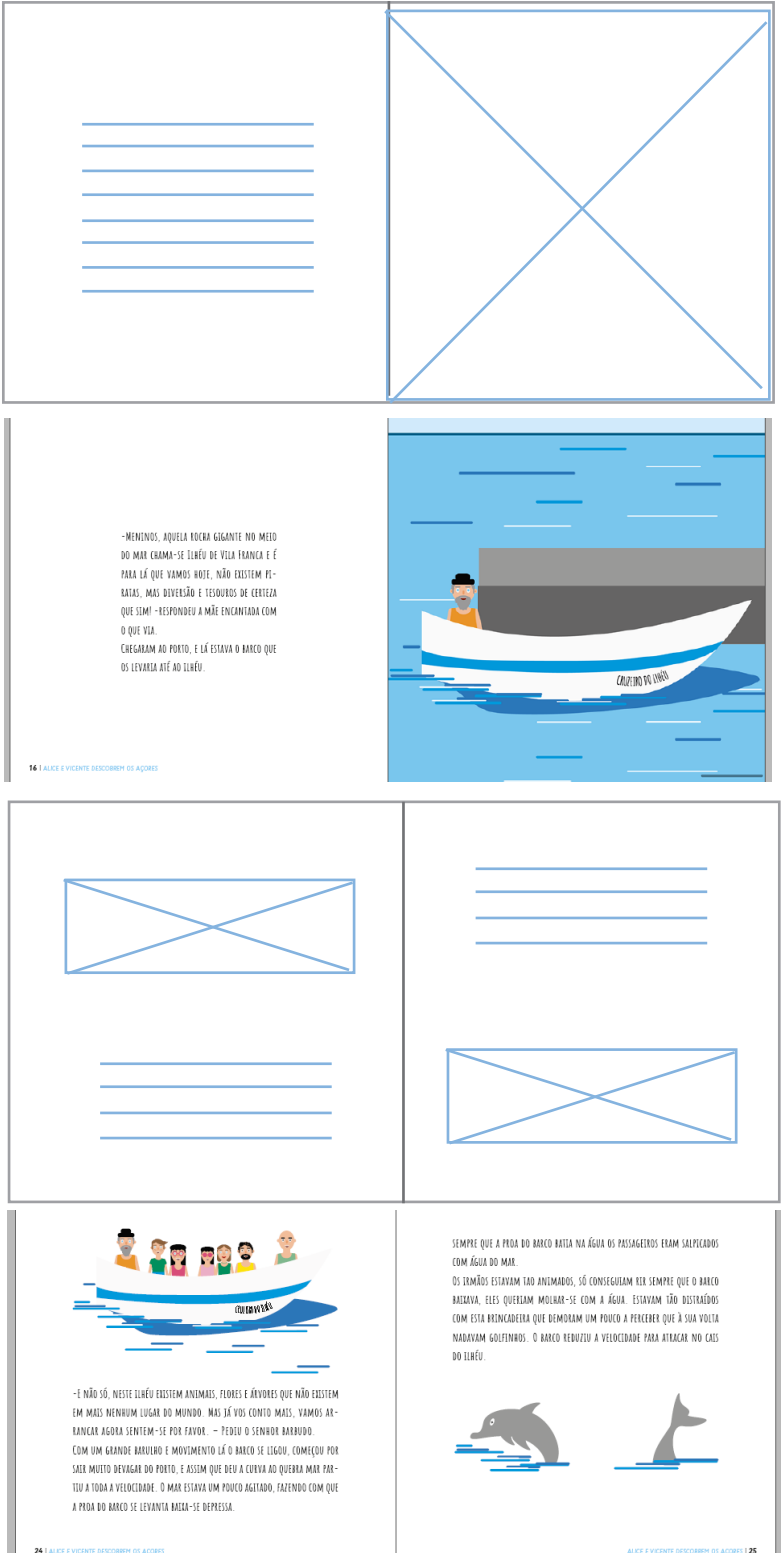 -Meninos, aquela rocha gigante no meio
do mar chama-se Ilhéu de Vila Franca e é
para lá que vamos hoje, não existem pi-
ratas, mas diversão e tesouros de certeza
que sim! -respondeu a mãe encantada com
o que via.
Chegaram ao porto, e lá estava o barco que
os levaria até ao ilhéu.
CRUZEIRO DO ILHÉU
16 | ALICE E VICENTE DESCOBREM OS AÇORES
CRUZEIRO DO ILHÉU
-E não só, neste ilhéu existem animais, flores e árvores que não existem
em mais nenhum lugar do mundo. Mas já vos conto mais, vamos ar-
rancar agora sentem-se por favor. – Pediu o senhor barbudo.
Com um grande barulho e movimento lá o barco se ligou, começou por
sair muito devagar do porto, e assim que deu a curva ao quebra mar par-
tiu a toda a velocidade. O mar estava um pouco agitado, fazendo com que
a proa do barco se levanta baixa-se depressa.
24 | ALICE E VICENTE DESCOBREM OS AÇORES
sempre que a proa do barco batia na água os passageiros eram salpicados
com água do mar.
Os irmãos estavam tao animados, só conseguiam rir sempre que o barco
baixava, eles queriam molhar-se com a água. Estavam tão distraídos
com esta brincadeira que demoram um pouco a perceber que à sua volta
nadavam golfinhos. O barco reduziu a velocidade para atracar no cais
do ilhéu.
ALICE E VICENTE DESCOBREM OS AÇORES | 25